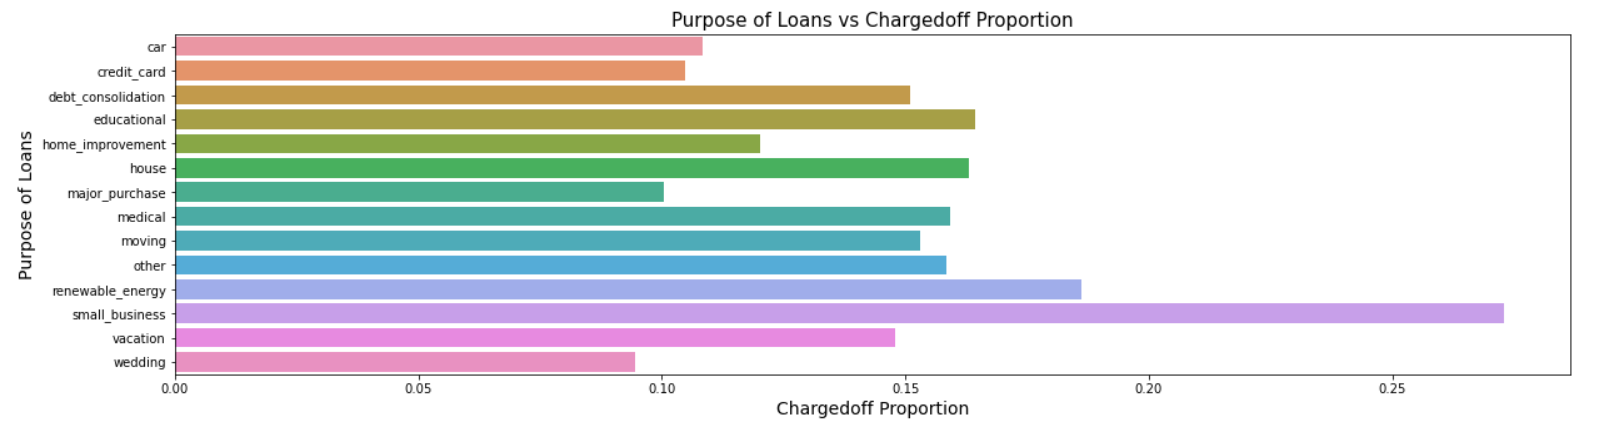 Purpose of Loans vs Chargedoff Proportion
Purpose of Loans
car
credit_card
debt_consolidation
educational
home_improvement
house
major_purchase
medical
moving
other
renewable_energy
small_business
vacation
wedding
0.00 0.05 0.10 0.15 0.20 0.25
Chargedoff Proportion